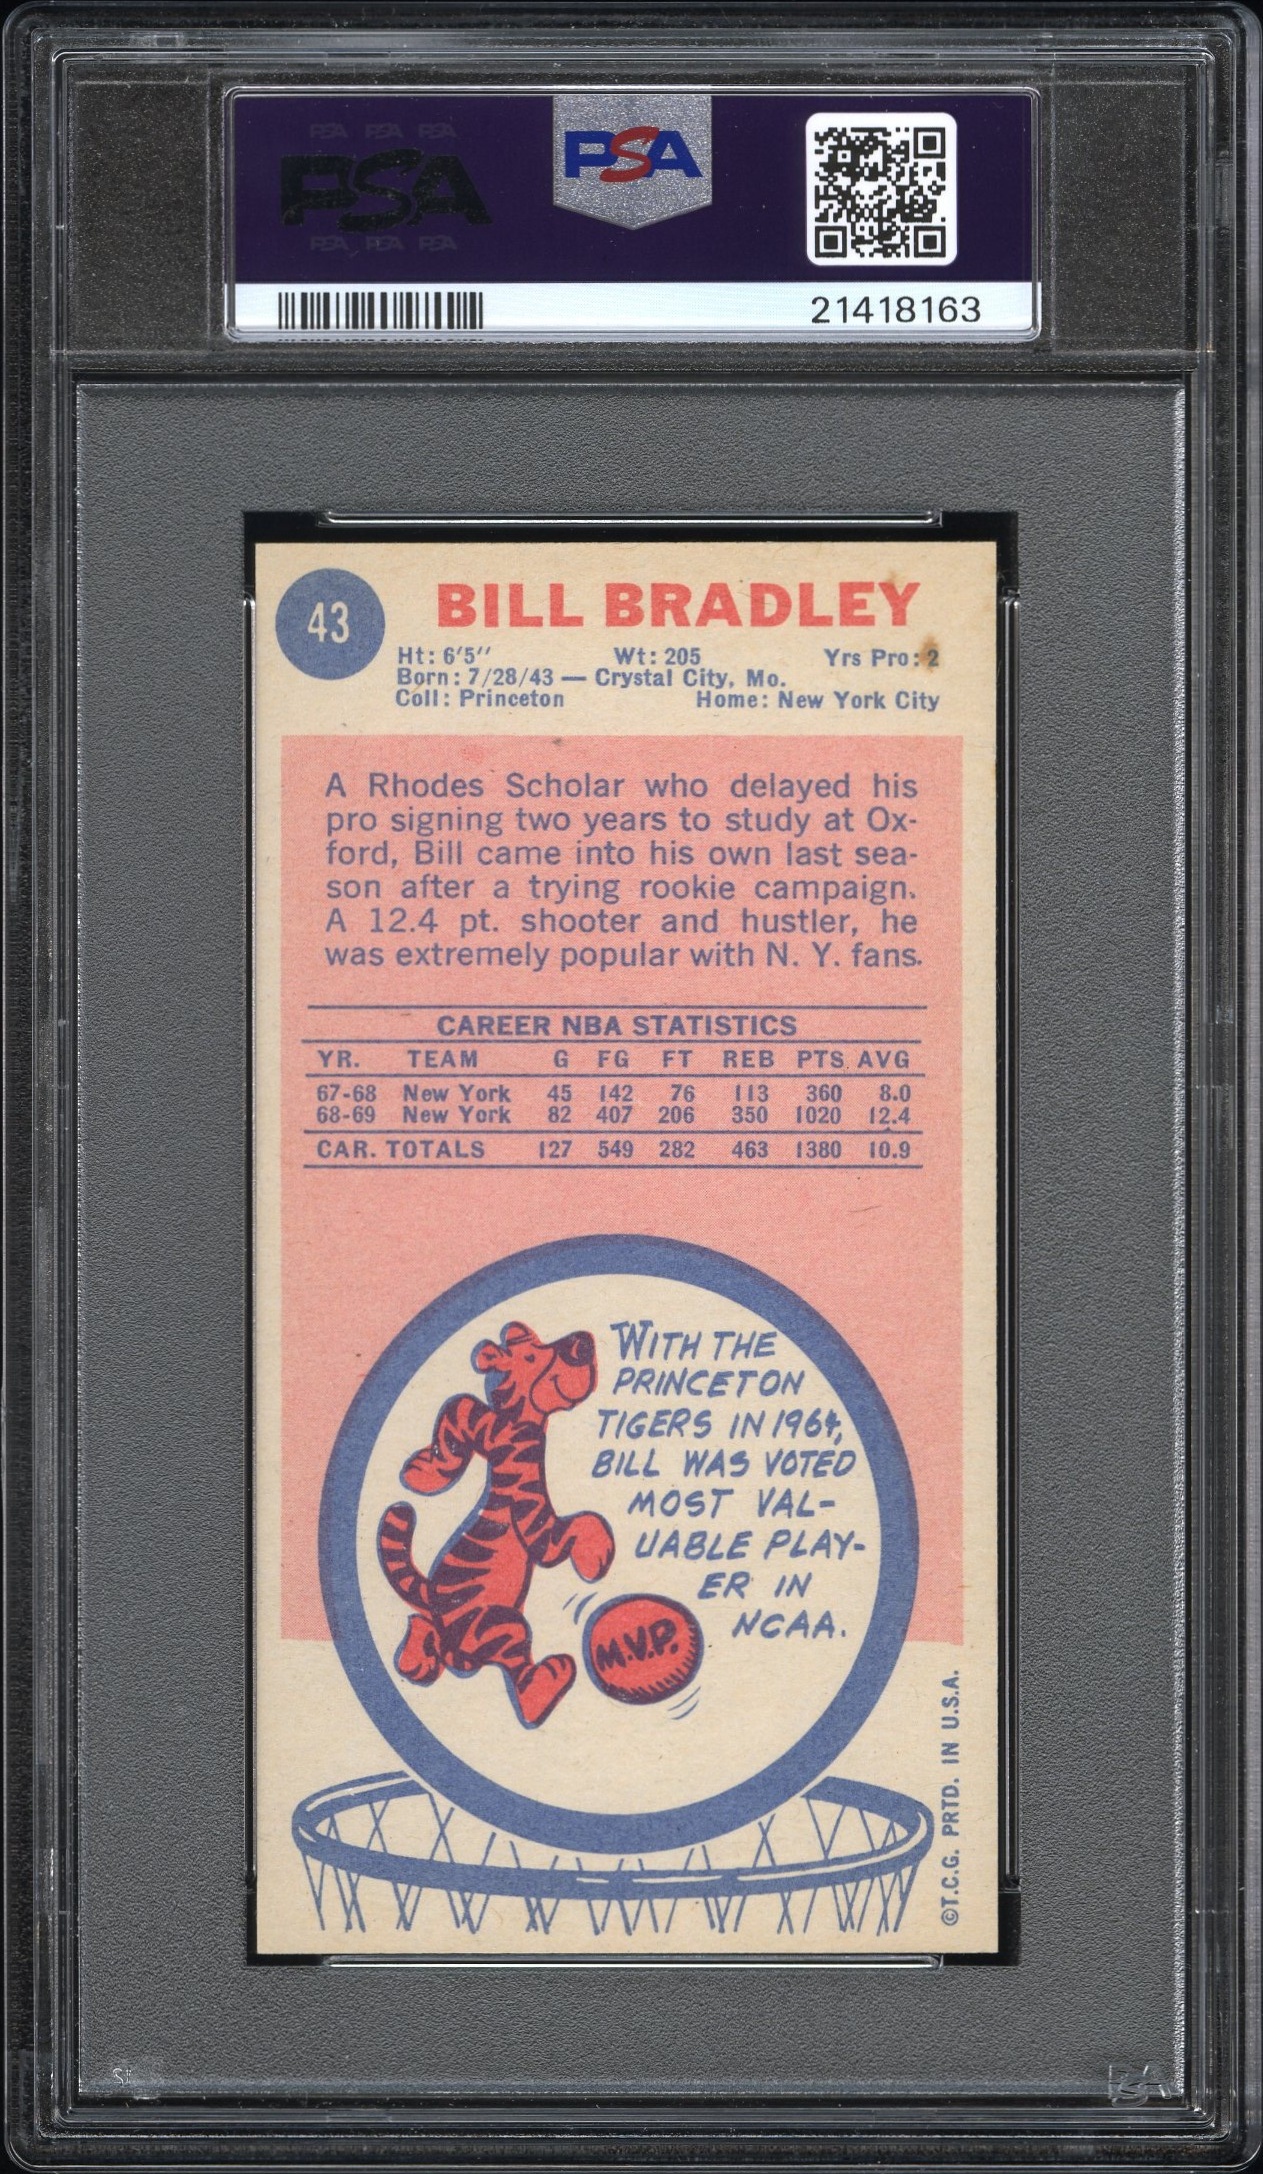 PSA PSA PSA
PSA
PSA PSA PSA
PSA
21418163
43
BILL BRADLEY
Ht: 6'5'' Wt: 205 Yrs Pro: 2
Born: 7/28/43 — Crystal City, Mo.
Coll: Princeton Home: New York City
A Rhodes Scholar who delayed his
pro signing two years to study at Ox-
ford, Bill came into his own last sea-
son after a trying rookie campaign.
A 12.4 pt. shooter and hustler, he
was extremely popular with N. Y. fans.
CAREER NBA STATISTICS
YR. TEAM G FG FT REB PTS AVG
67-68 New York 45 142 76 113 360 8.0
68-69 New York 82 407 206 350 1020 12.4
CAR. TOTALS 127 549 282 463 1380 10.9
WITH THE
PRINCETON
TIGERS IN 1964,
BILL WAS VOTED
MOST VAL-
UABLE PLAY-
ER IN
NCAA.
M.V.P.
©T.C.G. PRTD. IN U.S.A.